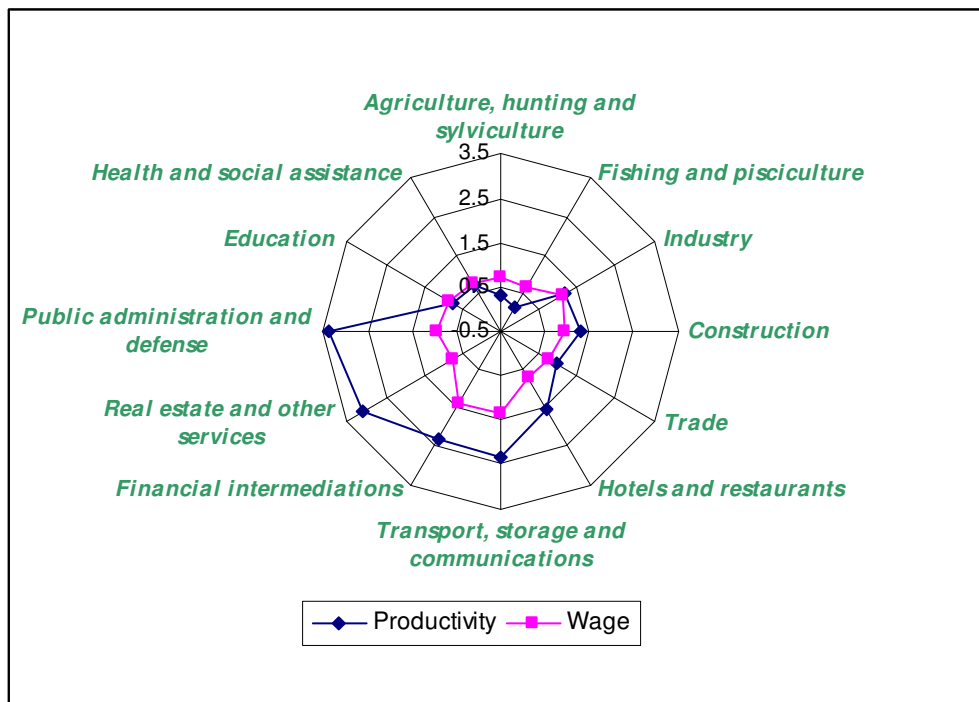 Agriculture, hunting and
sylviculture
3.5
Health and social assistance
Fishing and pisciculture
2.5
Education
1.5
Industry
0.5
Public administration and
defense
-0.5
Construction
Real estate and other
services
Trade
Financial intermediations
Hotels and restaurants
Transport, storage and
communications
Productivity Wage